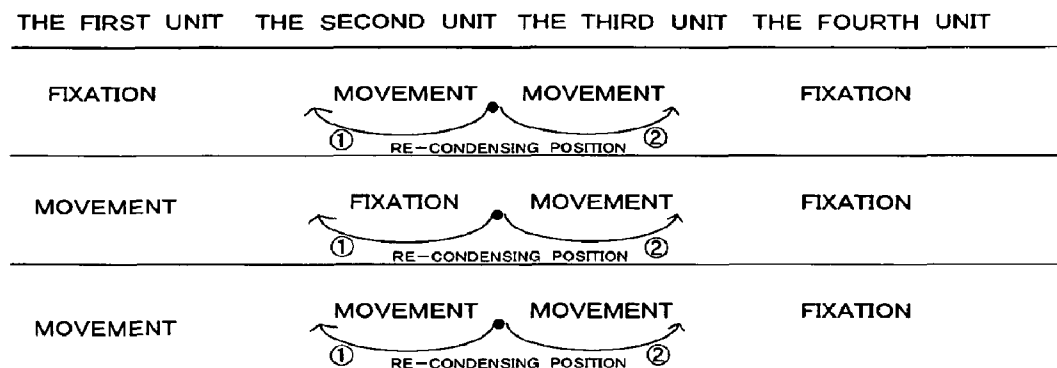 THE FIRST UNIT THE SECOND UNIT THE THIRD UNIT THE FOURTH UNIT
FIXATION MOVEMENT MOVEMENT FIXATION
① ②
RE-CONDENSING POSITION
MOVEMENT FIXATION MOVEMENT FIXATION
① ②
RE-CONDENSING POSITION
MOVEMENT MOVEMENT MOVEMENT FIXATION
① ②
RE-CONDENSING POSITION